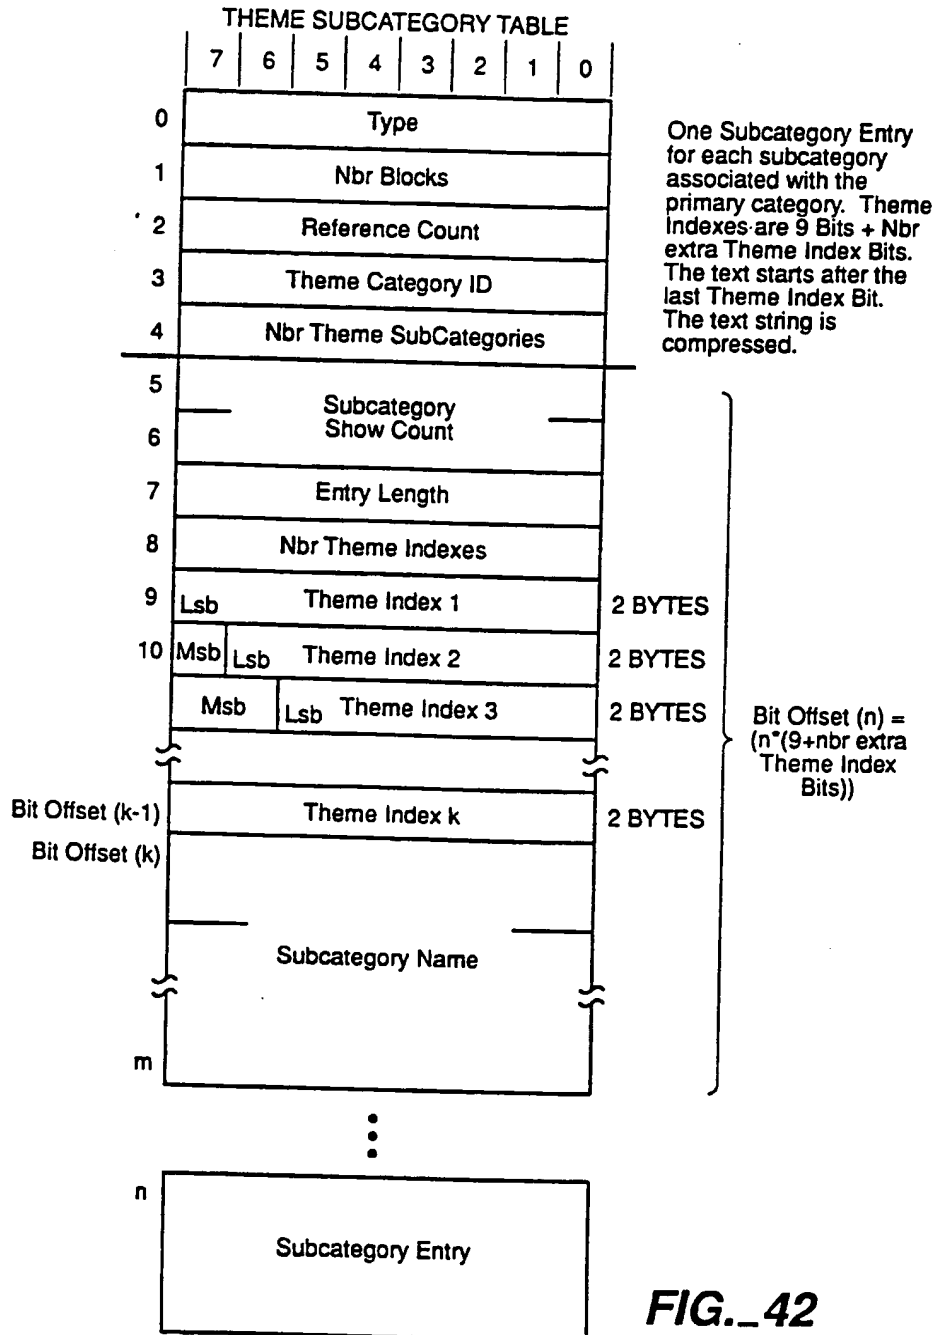 THEME SUBCATEGORY TABLE
7 6 5 4 3 2 1 0
0 Type
1 Nbr Blocks
2 Reference Count
3 Theme Category ID
4 Nbr Theme SubCategories
One Subcategory Entry
for each subcategory
associated with the
primary category. Theme
Indexes are 9 Bits + Nbr
extra Theme Index Bits.
The text starts after the
last Theme Index Bit.
The text string is
compressed.
5
Subcategory
Show Count
6
7 Entry Length
8 Nbr Theme Indexes
9 Lsb Theme Index 1 2 BYTES
10 Msb Lsb Theme Index 2 2 BYTES
Msb Lsb Theme Index 3 2 BYTES
Bit Offset (n) =
(n*(9+nbr extra
Theme Index
Bits))
Bit Offset (k-1) Theme Index k 2 BYTES
Bit Offset (k)
Subcategory Name
m
n
Subcategory Entry
FIG._42